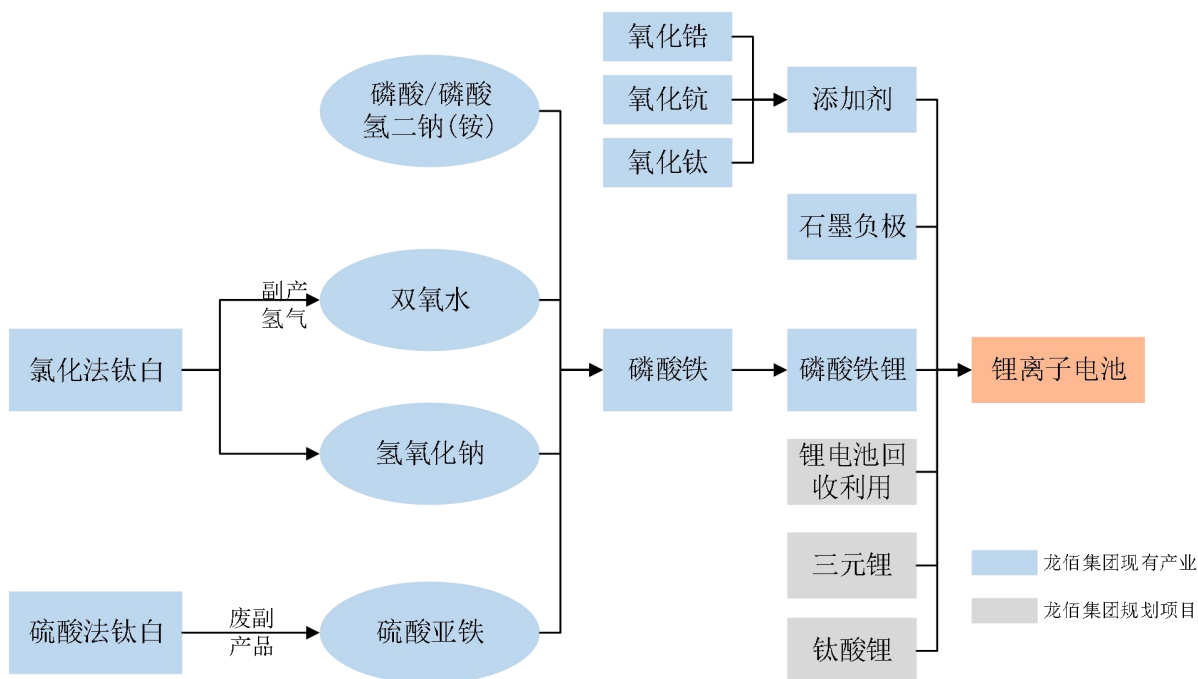 氧化锆
磷酸/磷酸
氢二钠(铵)
氧化钪
添加剂
氧化钛
石墨负极
副产
氢气
双氧水
氯化法钛白
磷酸铁
磷酸铁锂
锂离子电池
氢氧化钠
锂电池回
收利用
三元锂
龙佰集团现有产业
龙佰集团规划项目
硫酸法钛白
废副
产品
硫酸亚铁
钛酸锂